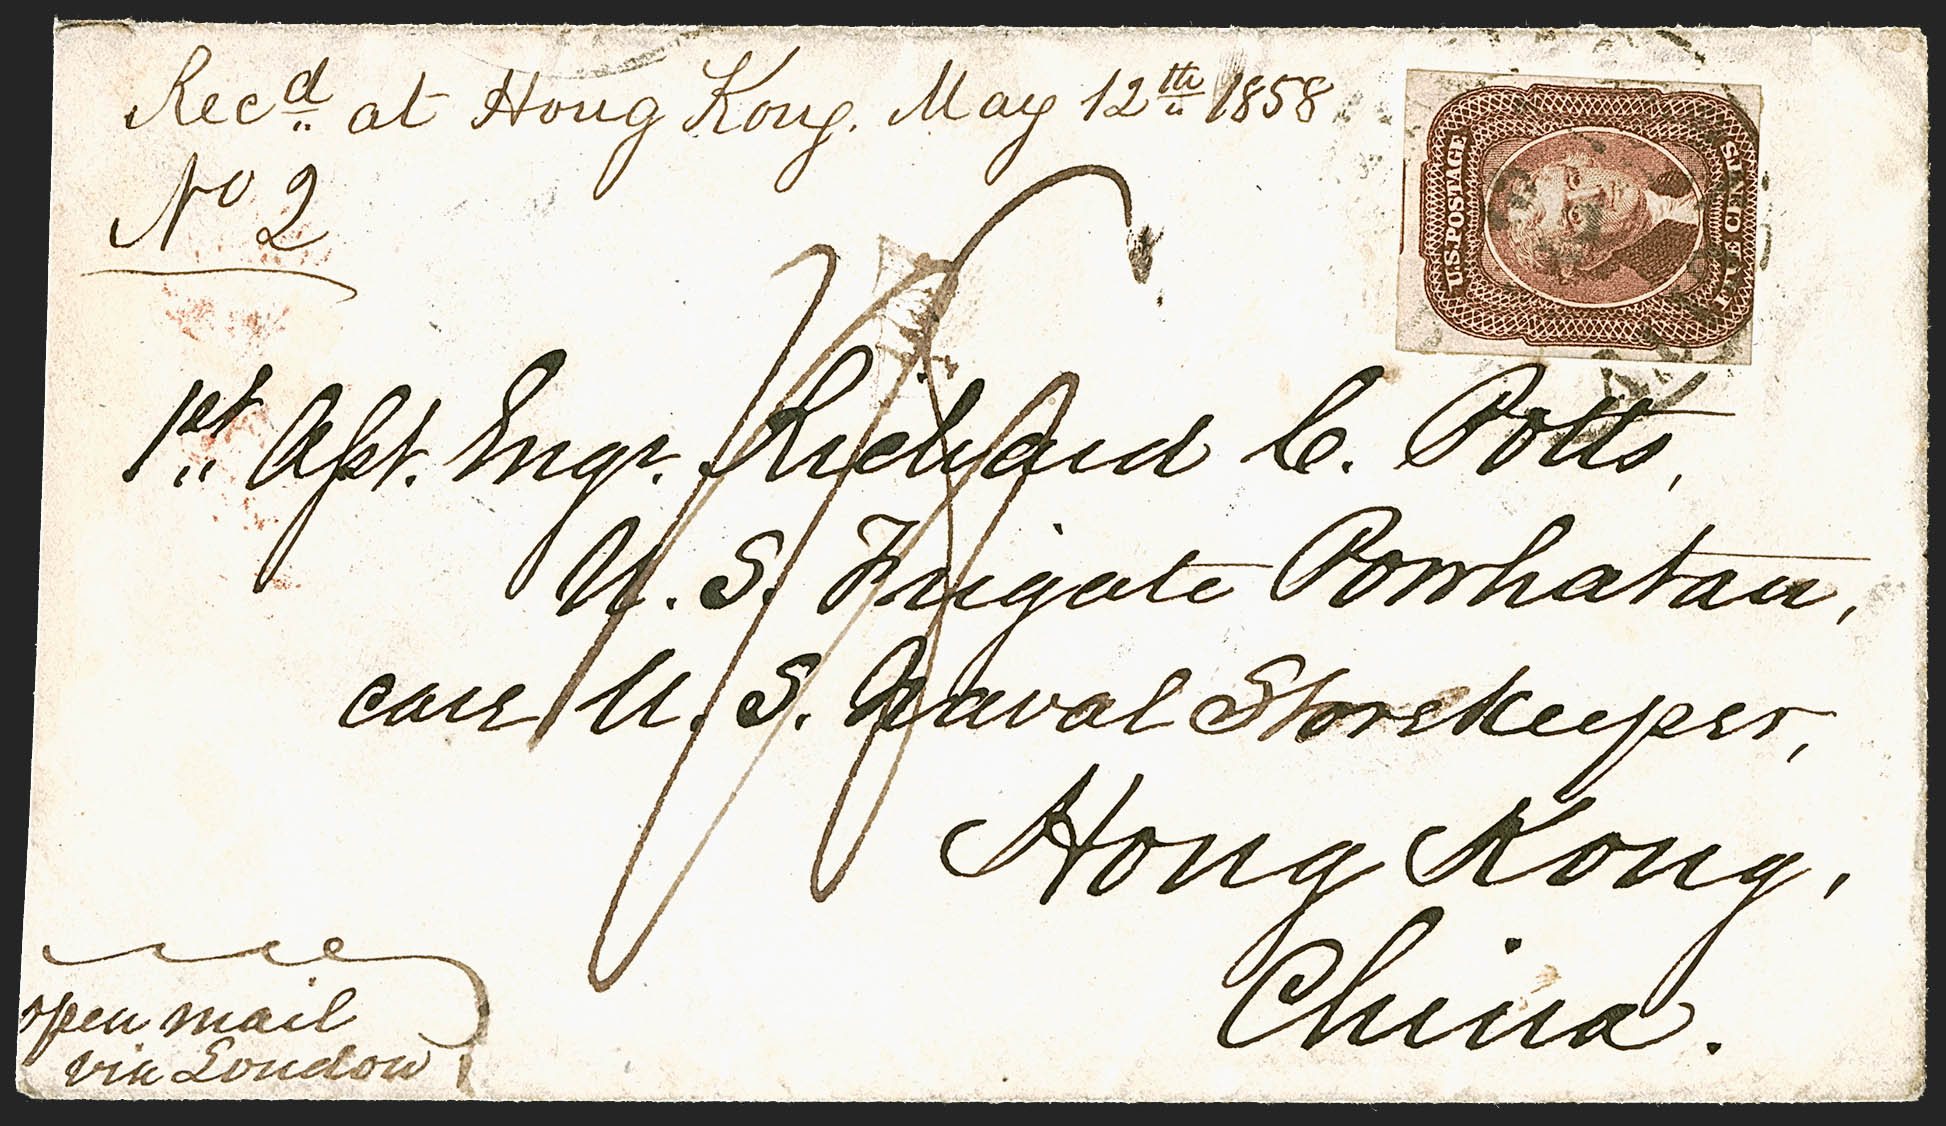 Recd at Hong Kong. May 12th 1858
No 2
U.S. POSTAGE
FIVE CENTS
1st Asst. Engr. Richard C. Potts,
U. S. Frigate Powhatan,
care U. S. Naval Storekeeper,
Hong Kong,
China.
open mail
via London